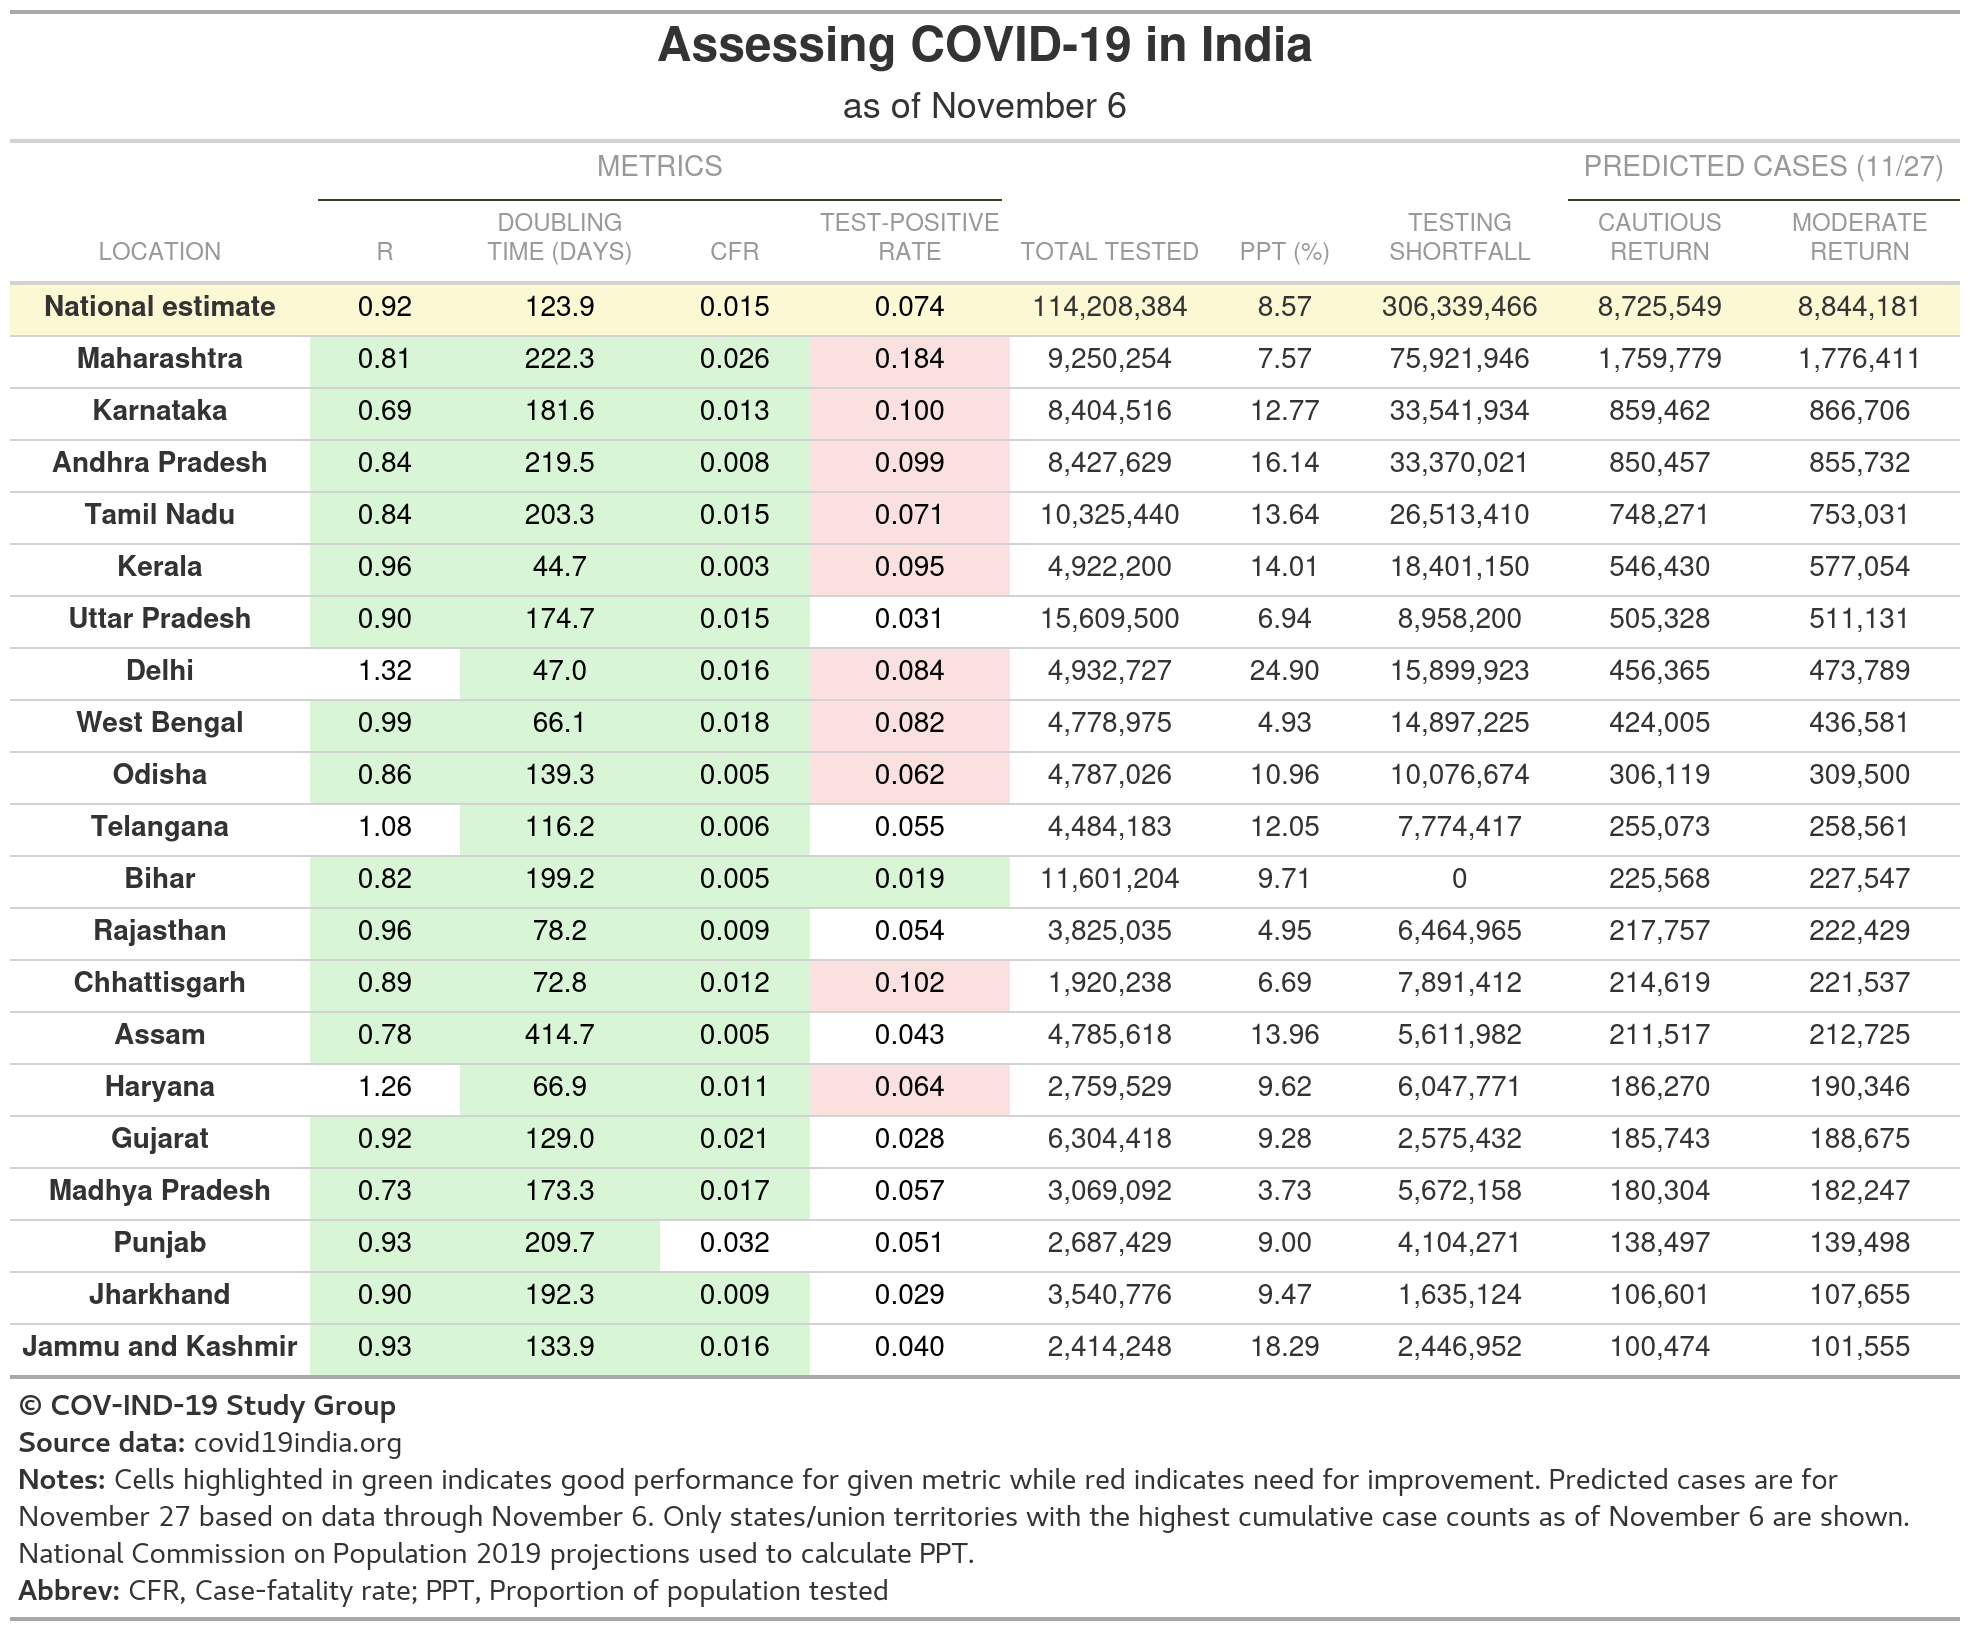 Assessing COVID-19 in India
as of November 6
METRICS PREDICTED CASES (11/27)
LOCATION R DOUBLING TIME (DAYS) CFR TEST-POSITIVE RATE TOTAL TESTED PPT (%) TESTING SHORTFALL CAUTIOUS RETURN MODERATE RETURN
National estimate 0.92 123.9 0.015 0.074 114,208,384 8.57 306,339,466 8,725,549 8,844,181
Maharashtra 0.81 222.3 0.026 0.184 9,250,254 7.57 75,921,946 1,759,779 1,776,411
Karnataka 0.69 181.6 0.013 0.100 8,404,516 12.77 33,541,934 859,462 866,706
Andhra Pradesh 0.84 219.5 0.008 0.099 8,427,629 16.14 33,370,021 850,457 855,732
Tamil Nadu 0.84 203.3 0.015 0.071 10,325,440 13.64 26,513,410 748,271 753,031
Kerala 0.96 44.7 0.003 0.095 4,922,200 14.01 18,401,150 546,430 577,054
Uttar Pradesh 0.90 174.7 0.015 0.031 15,609,500 6.94 8,958,200 505,328 511,131
Delhi 1.32 47.0 0.016 0.084 4,932,727 24.90 15,899,923 456,365 473,789
West Bengal 0.99 66.1 0.018 0.082 4,778,975 4.93 14,897,225 424,005 436,581
Odisha 0.86 139.3 0.005 0.062 4,787,026 10.96 10,076,674 306,119 309,500
Telangana 1.08 116.2 0.006 0.055 4,484,183 12.05 7,774,417 255,073 258,561
Bihar 0.82 199.2 0.005 0.019 11,601,204 9.71 0 225,568 227,547
Rajasthan 0.96 78.2 0.009 0.054 3,825,035 4.95 6,464,965 217,757 222,429
Chhattisgarh 0.89 72.8 0.012 0.102 1,920,238 6.69 7,891,412 214,619 221,537
Assam 0.78 414.7 0.005 0.043 4,785,618 13.96 5,611,982 211,517 212,725
Haryana 1.26 66.9 0.011 0.064 2,759,529 9.62 6,047,771 186,270 190,346
Gujarat 0.92 129.0 0.021 0.028 6,304,418 9.28 2,575,432 185,743 188,675
Madhya Pradesh 0.73 173.3 0.017 0.057 3,069,092 3.73 5,672,158 180,304 182,247
Punjab 0.93 209.7 0.032 0.051 2,687,429 9.00 4,104,271 138,497 139,498
Jharkhand 0.90 192.3 0.009 0.029 3,540,776 9.47 1,635,124 106,601 107,655
Jammu and Kashmir 0.93 133.9 0.016 0.040 2,414,248 18.29 2,446,952 100,474 101,555
© COV-IND-19 Study Group
Source data: covid19india.org
Notes: Cells highlighted in green indicates good performance for given metric while red indicates need for improvement. Predicted cases are for
November 27 based on data through November 6. Only states/union territories with the highest cumulative case counts as of November 6 are shown.
National Commission on Population 2019 projections used to calculate PPT.
Abbrev: CFR, Case-fatality rate; PPT, Proportion of population tested